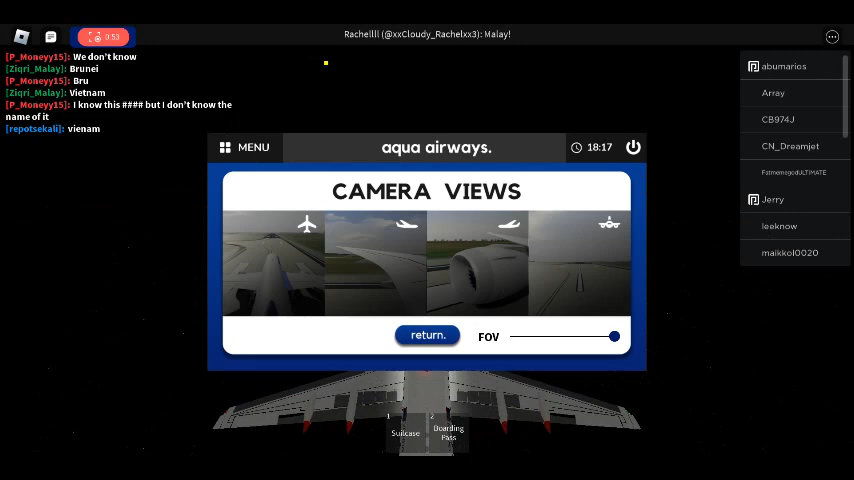 0:53
Rachellll (@xxCloudy_Rachelxx3): Malay!
[P_Moneyy15]: We don't know
[Ziqri_Malay]: Brunei
[P_Moneyy15]: Bru
[Ziqri_Malay]: Vietnam
[P_Moneyy15]: I know this #### but I don't know the
name of it
[repotsekali]: vienam
abumarios
Array
CB974J
CN_Dreamjet
FatmemegodULTIMATE
Jerry
leeknow
maikkol0020
MENU
aqua airways.
18:17
CAMERA VIEWS
return.
FOV
1
Suitcase
2
Boarding
Pass